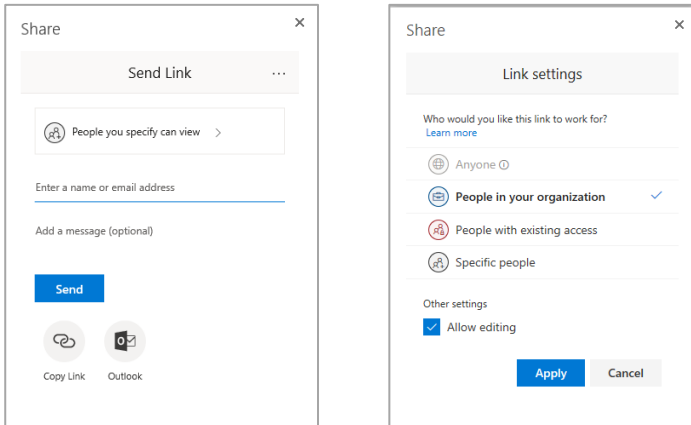 Share
Send Link
People you specify can view
Enter a name or email address
Add a message (optional)
Send
Copy Link
Outlook
Share
Link settings
Who would you like this link to work for?
Learn more
Anyone
People in your organization
People with existing access
Specific people
Other settings
Allow editing
Apply
Cancel